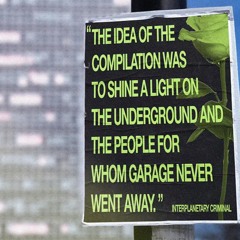 “THE IDEA OF THE
COMPILATION WAS
TO SHINE A LIGHT ON
THE UNDERGROUND AND
THE PEOPLE FOR
WHOM GARAGE NEVER
WENT AWAY.”
INTERPLANETARY CRIMINAL